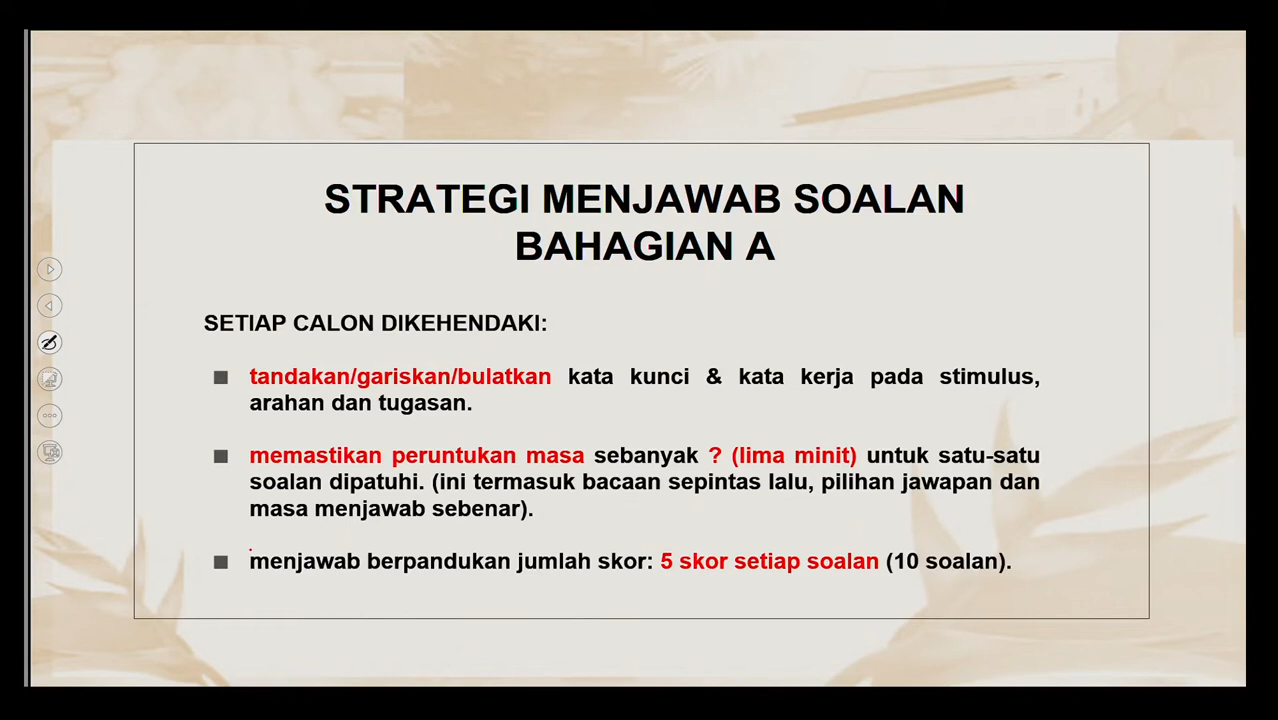 STRATEGI MENJAWAB SOALAN
BAHAGIAN A
SETIAP CALON DIKEHENDAKI:
tandakan/gariskan/bulatkan kata kunci & kata kerja pada stimulus,
arahan dan tugasan.
memastikan peruntukan masa sebanyak ? (lima minit) untuk satu-satu
soalan dipatuhi. (ini termasuk bacaan sepintas lalu, pilihan jawapan dan
masa menjawab sebenar).
menjawab berpandukan jumlah skor: 5 skor setiap soalan (10 soalan).